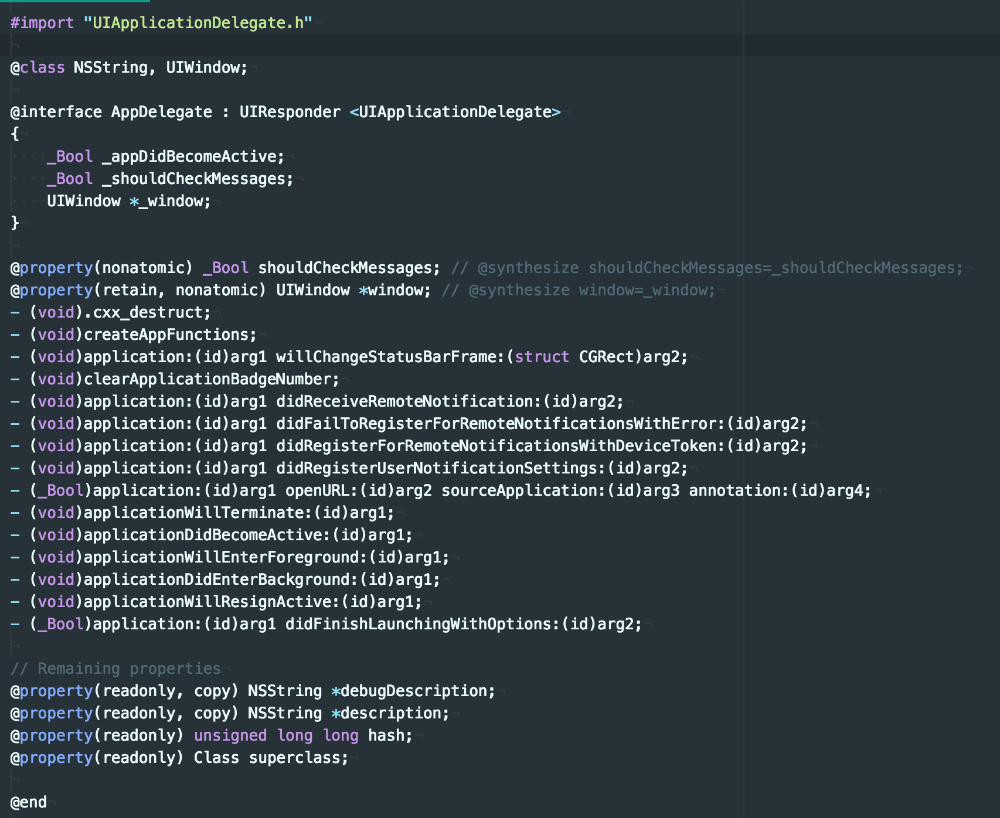 #import "UIApplicationDelegate.h"
@class NSString, UIWindow;
@interface AppDelegate : UIResponder <UIApplicationDelegate>
{
    _Bool _appDidBecomeActive;
    _Bool _shouldCheckMessages;
    UIWindow *_window;
}
@property(nonatomic) _Bool shouldCheckMessages; // @synthesize shouldCheckMessages=_shouldCheckMessages;
@property(retain, nonatomic) UIWindow *window; // @synthesize window=_window;
- (void).cxx_destruct;
- (void)createAppFunctions;
- (void)application:(id)arg1 willChangeStatusBarFrame:(struct CGRect)arg2;
- (void)clearApplicationBadgeNumber;
- (void)application:(id)arg1 didReceiveRemoteNotification:(id)arg2;
- (void)application:(id)arg1 didFailToRegisterForRemoteNotificationsWithError:(id)arg2;
- (void)application:(id)arg1 didRegisterForRemoteNotificationsWithDeviceToken:(id)arg2;
- (void)application:(id)arg1 didRegisterUserNotificationSettings:(id)arg2;
- (_Bool)application:(id)arg1 openURL:(id)arg2 sourceApplication:(id)arg3 annotation:(id)arg4;
- (void)applicationWillTerminate:(id)arg1;
- (void)applicationDidBecomeActive:(id)arg1;
- (void)applicationWillEnterForeground:(id)arg1;
- (void)applicationDidEnterBackground:(id)arg1;
- (void)applicationWillResignActive:(id)arg1;
- (_Bool)application:(id)arg1 didFinishLaunchingWithOptions:(id)arg2;
// Remaining properties
@property(readonly, copy) NSString *debugDescription;
@property(readonly, copy) NSString *description;
@property(readonly) unsigned long long hash;
@property(readonly) Class superclass;
@end